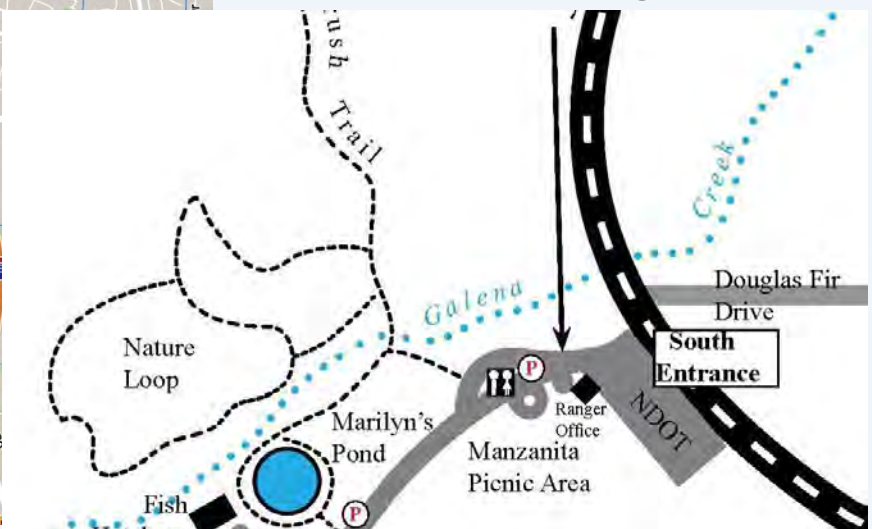 ush
Trail
Creek
Galena
Douglas Fir
Drive
South
Entrance
Nature
Loop
P
Ranger
Office
NDOT
Marilyn's
Pond
Manzanita
Picnic Area
Fish
P